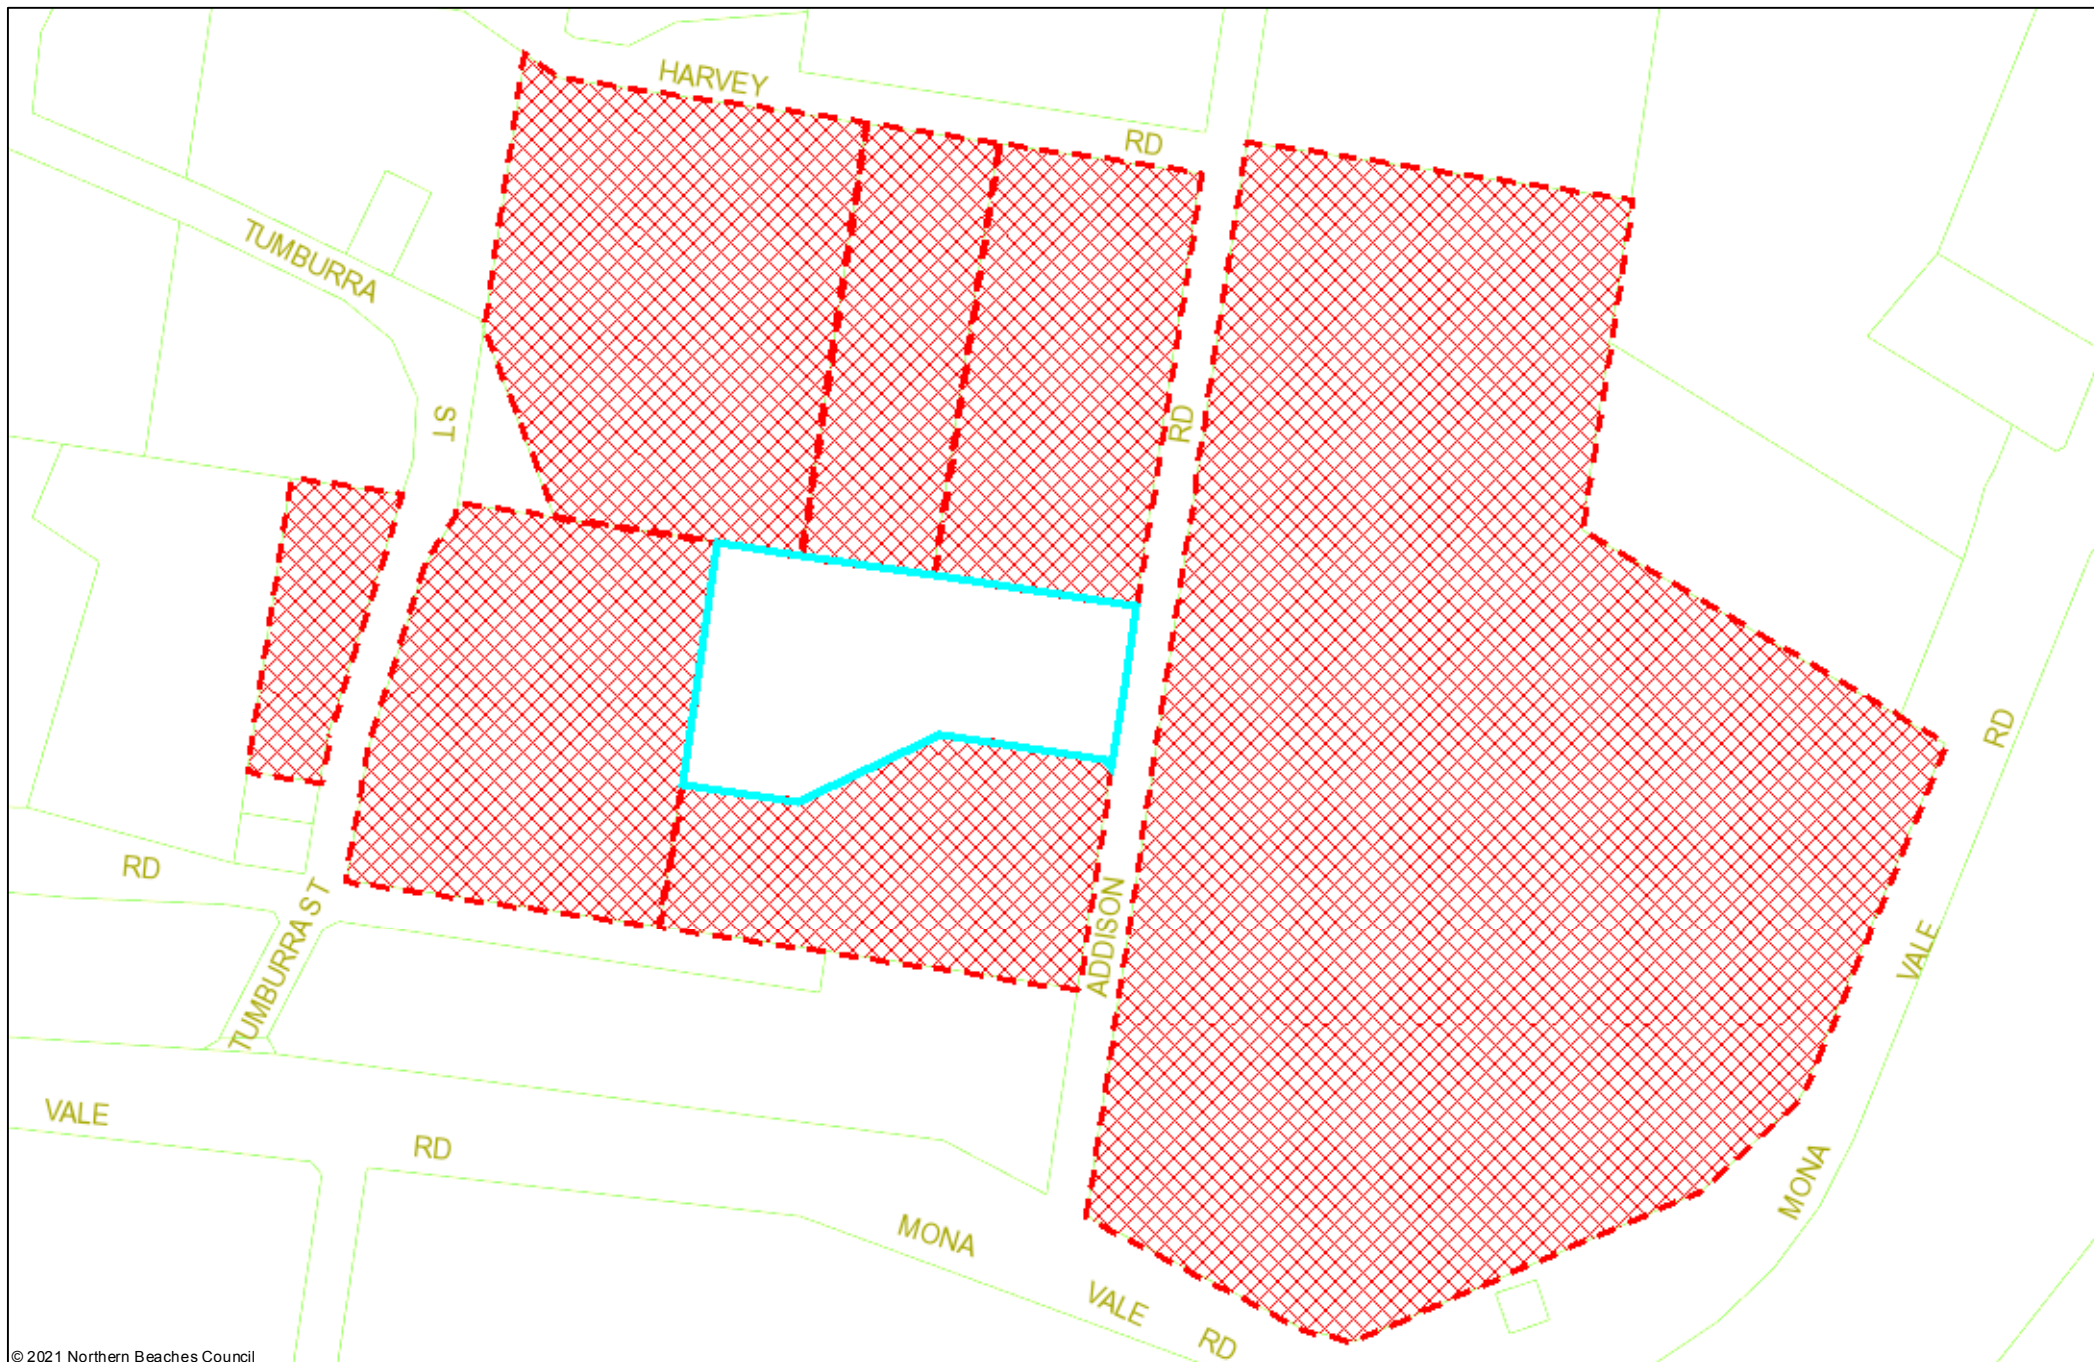 HARVEY
RD
TUMBURRA
ST
RD
RD
VALE
RD
TUMBURRA ST
ADDISON
VALE
RD
MONA
MONA
VALE
RD
© 2021 Northern Beaches Council